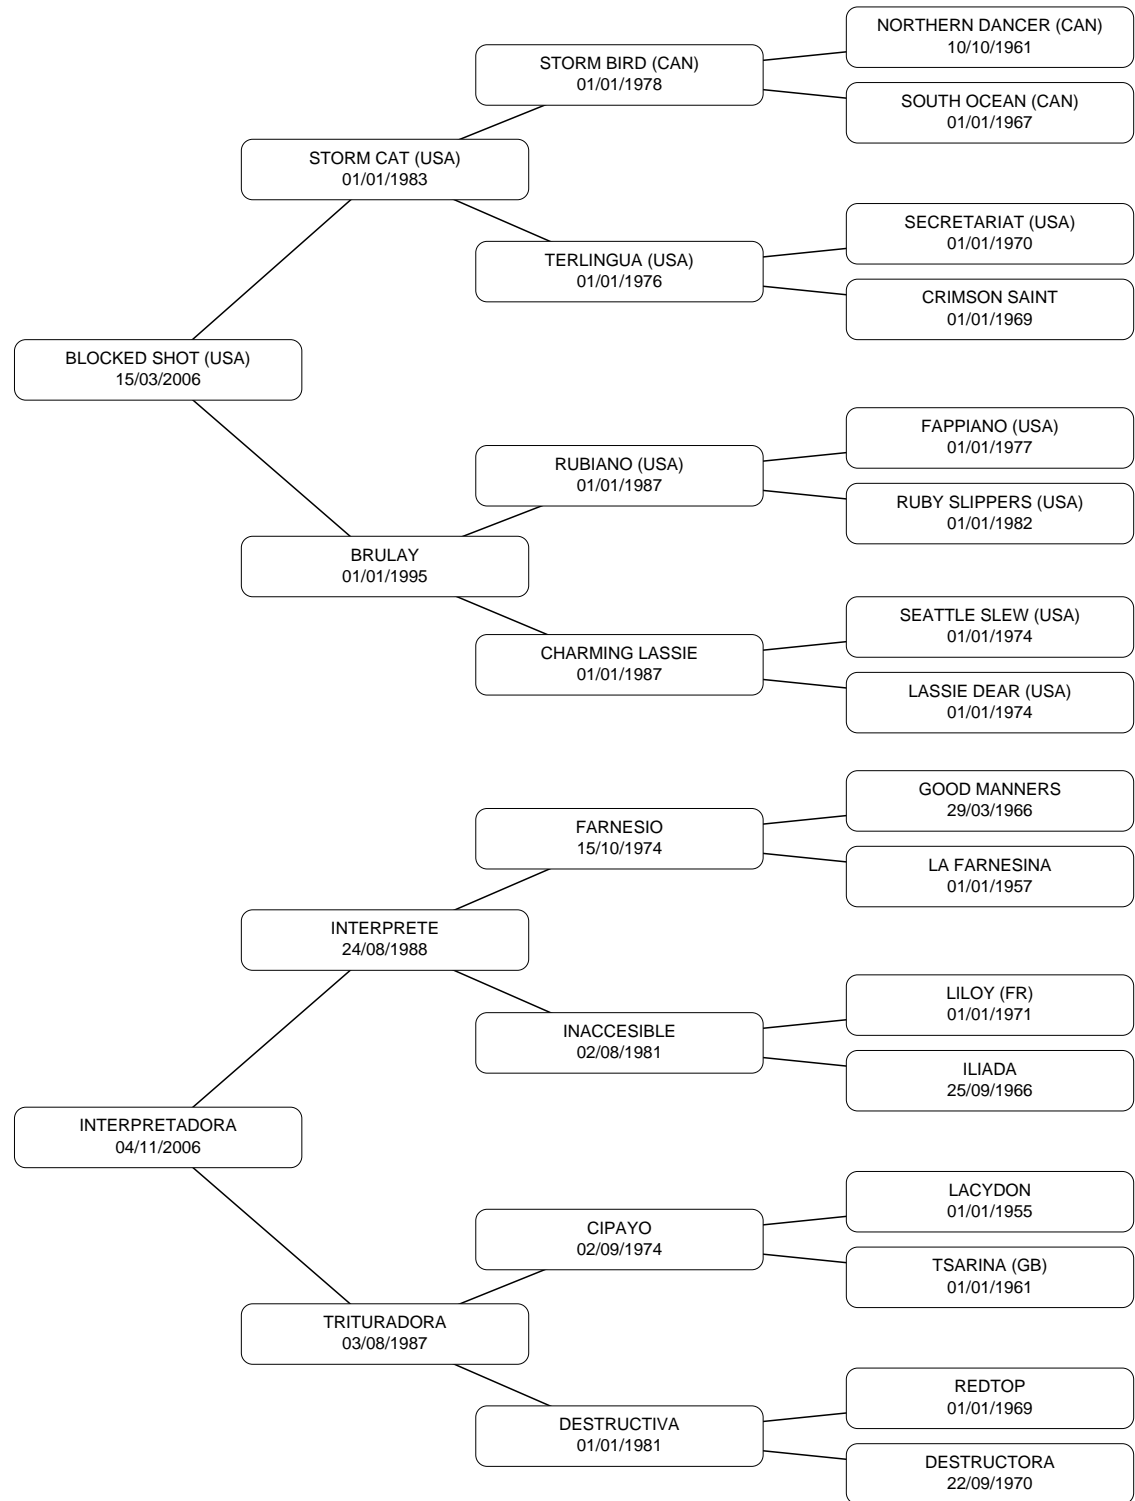 NORTHERN DANCER (CAN)
10/10/1961
STORM BIRD (CAN)
01/01/1978
SOUTH OCEAN (CAN)
01/01/1967
STORM CAT (USA)
01/01/1983
SECRETARIAT (USA)
01/01/1970
TERLINGUA (USA)
01/01/1976
CRIMSON SAINT
01/01/1969
BLOCKED SHOT (USA)
15/03/2006
FAPPIANO (USA)
01/01/1977
RUBIANO (USA)
01/01/1987
RUBY SLIPPERS (USA)
01/01/1982
BRULAY
01/01/1995
SEATTLE SLEW (USA)
01/01/1974
CHARMING LASSIE
01/01/1987
LASSIE DEAR (USA)
01/01/1974
GOOD MANNERS
29/03/1966
FARNESIO
15/10/1974
LA FARNESINA
01/01/1957
INTERPRETE
24/08/1988
LILOY (FR)
01/01/1971
INACCESIBLE
02/08/1981
ILIADA
25/09/1966
INTERPRETADORA
04/11/2006
LACYDON
01/01/1955
CIPAYO
02/09/1974
TSARINA (GB)
01/01/1961
TRITURADORA
03/08/1987
REDTOP
01/01/1969
DESTRUCTIVA
01/01/1981
DESTRUCTORA
22/09/1970